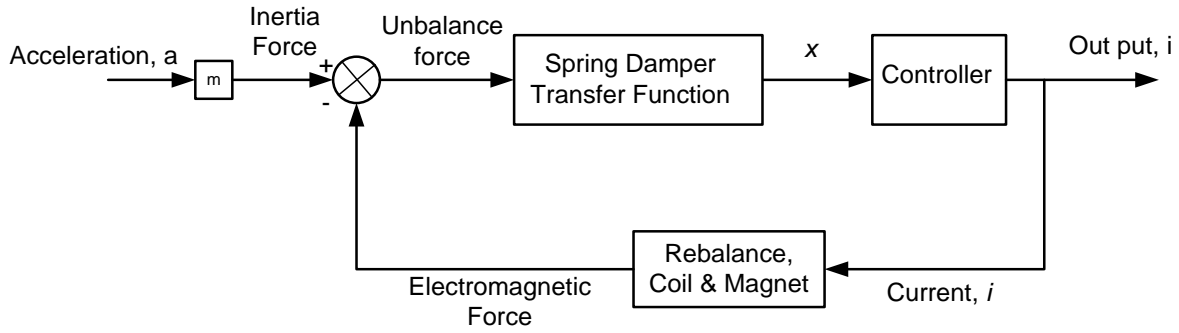 Acceleration, a
m
Inertia
Force
+
-
Unbalance
force
Spring Damper
Transfer Function
x
Controller
Out put, i
Rebalance,
Coil & Magnet
Electromagnetic
Force
Current, i